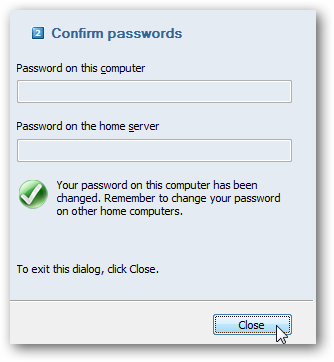 2 Confirm passwords
Password on this computer
Password on the home server
Your password on this computer has been
changed. Remember to change your password
on other home computers.
To exit this dialog, click Close.
Close